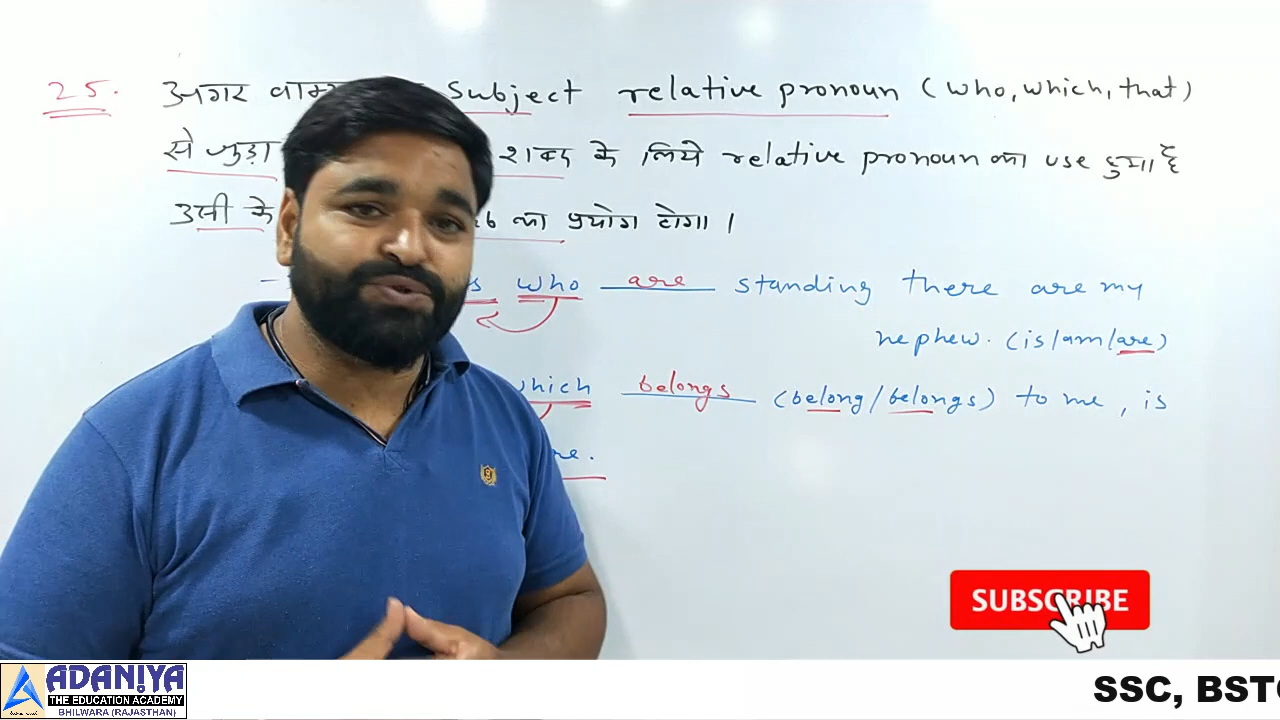 25. अगर Subject relative pronoun (who, which, that)
से जुड़ा शब्द के लिये relative pronoun का use हुआ है
उसी के का प्रयोग होगा ।
who are standing there are my
nephew. (is/am/are)
which belongs (belong/belongs) to me, is
SUBSCRIBE
ADANIYA
THE EDUCATION ACADEMY
BHILWARA (RAJASTHAN)
SSC,